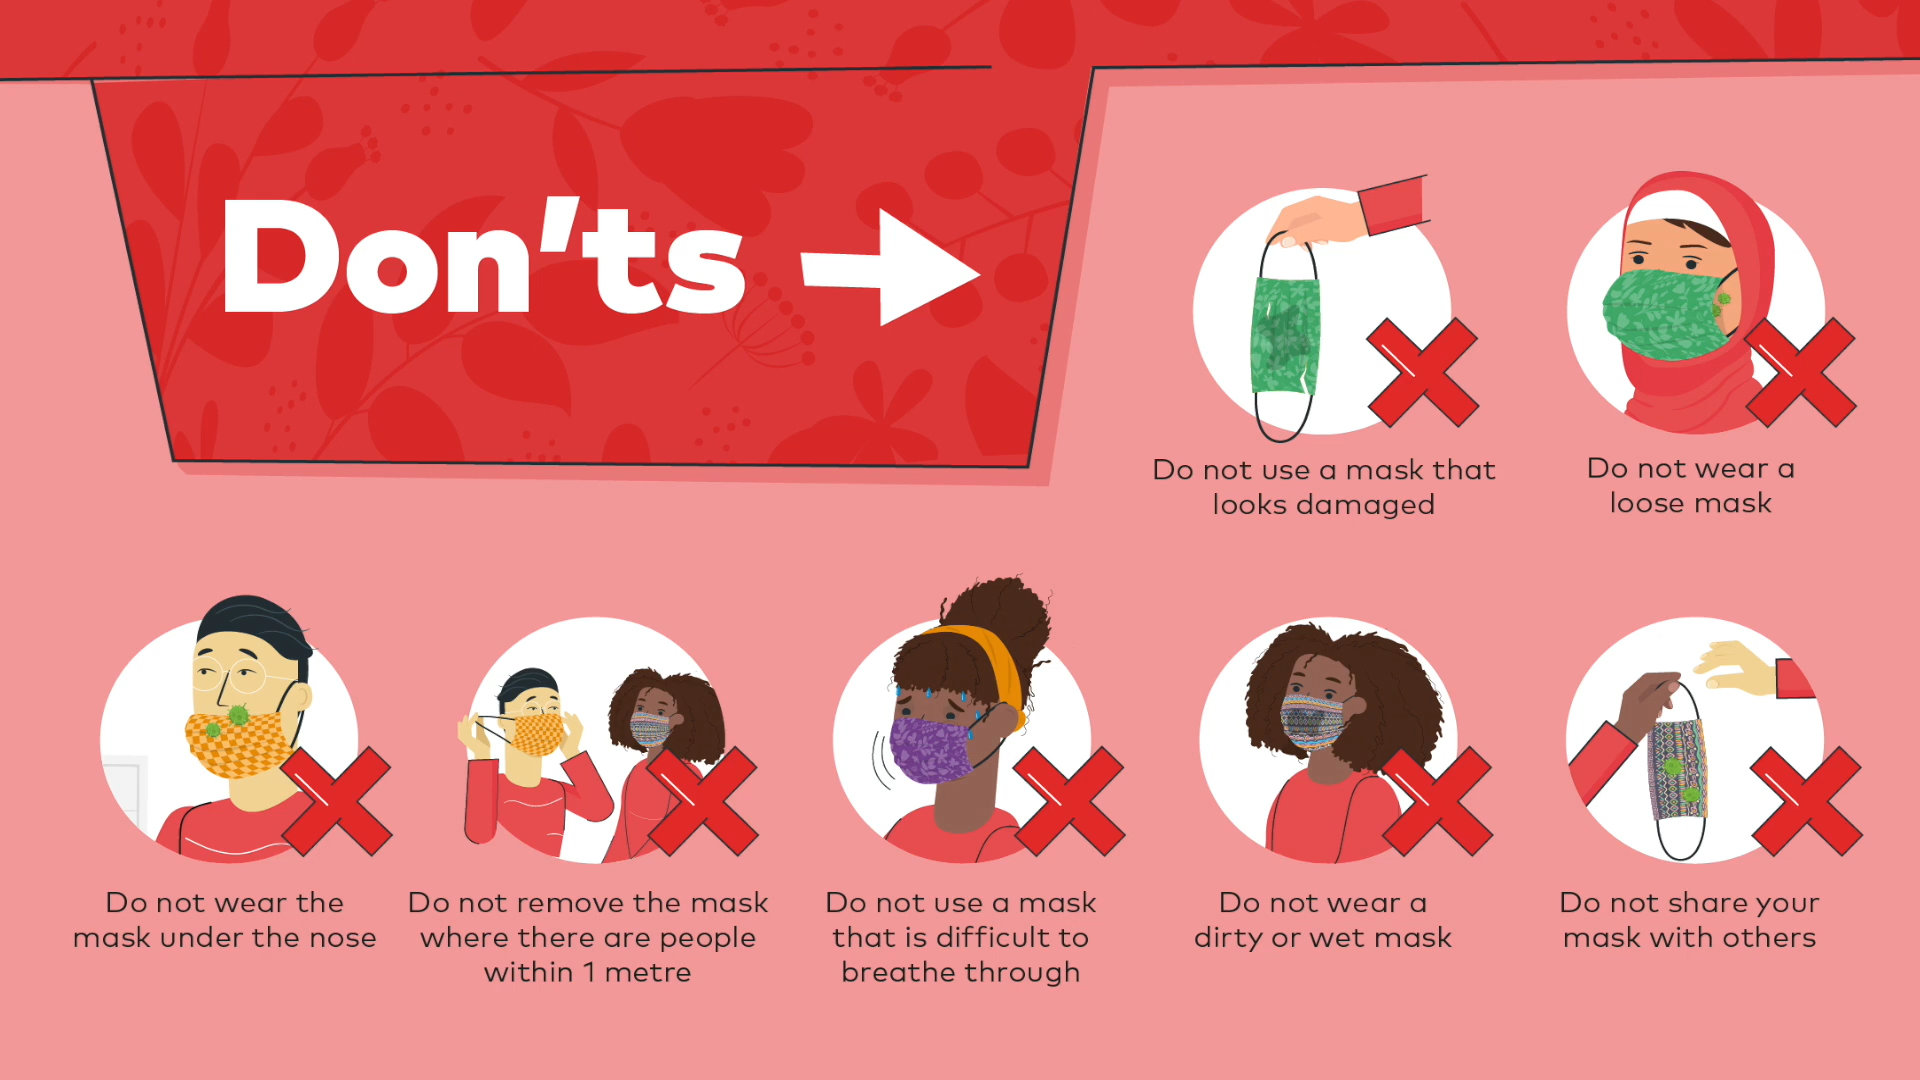 Don'ts
Do not use a mask that
looks damaged
Do not wear a
loose mask
Do not wear the
mask under the nose
Do not remove the mask
where there are people
within 1 metre
Do not use a mask
that is difficult to
breathe through
Do not wear a
dirty or wet mask
Do not share your
mask with others